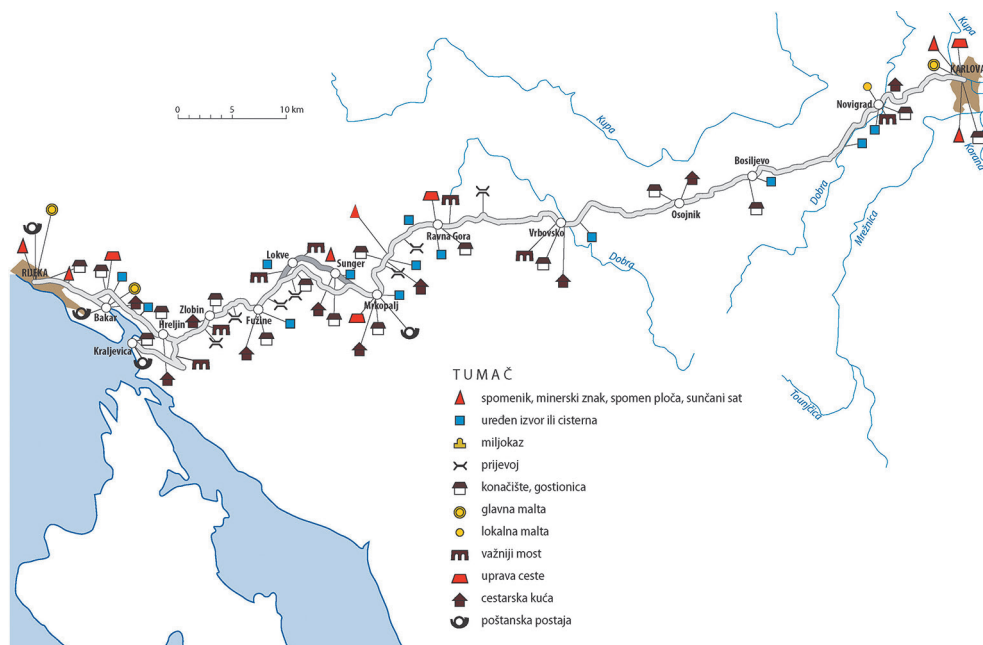 Kupa
KARLOVA
0 5 10 km
Novigrad
Kupa
Korana
Bosiljevo
Dobra
Mrežnica
Osojnik
Ravna Gora
Vrbovsko
Dobra
Lokve
Sunger
RIJEKA
Mrkopalj
Zlobin
Fužine
Bakar
Hreljin
Kraljevica
Tounjčica
TUMAČ
spomenik, minerski znak, spomen ploča, sunčani sat
uređen izvor ili cisterna
miljokaz
prijevoj
konačište, gostionica
glavna malta
lokalna malta
važniji most
uprava ceste
cestarska kuća
poštanska postaja